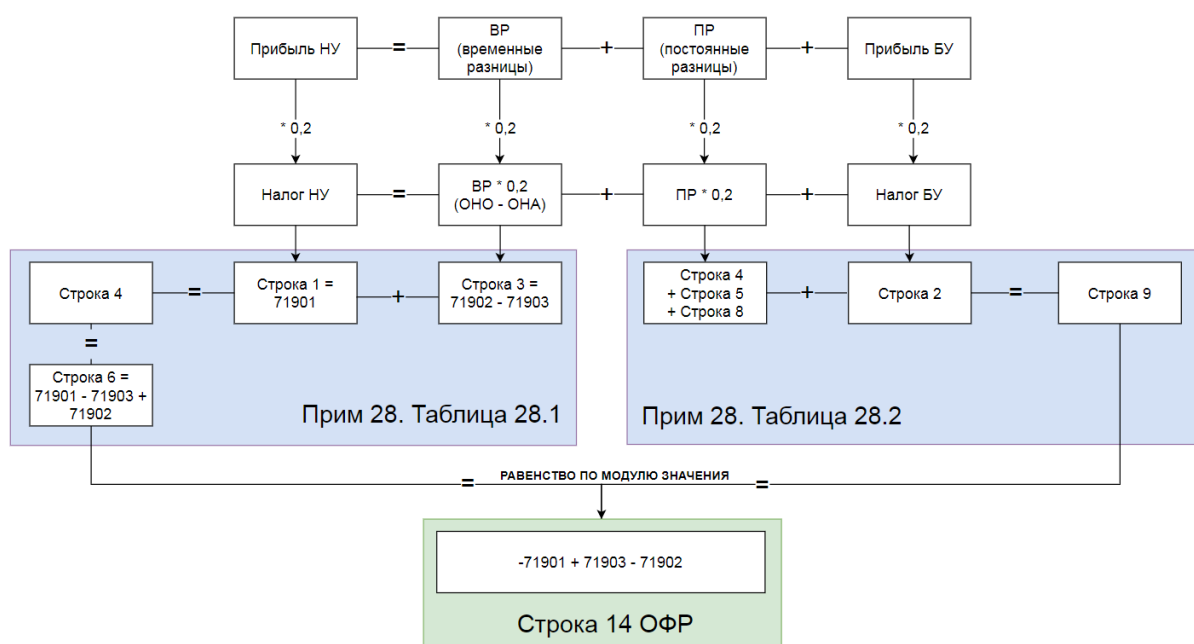 Прибыль НУ
=
ВР
(временные
разницы)
+
ПР
(постоянные
разницы)
+
Прибыль БУ
* 0,2
* 0,2
* 0,2
* 0,2
Налог НУ
=
ВР * 0,2
(ОНО - ОНА)
+
ПР * 0,2
+
Налог БУ
Строка 4
=
Строка 1 =
71901
+
Строка 3 =
71902 - 71903
=
Строка 6 =
71901 - 71903 +
71902
Прим 28. Таблица 28.1
Строка 4
+ Строка 5
+ Строка 8
+
Строка 2
=
Строка 9
Прим 28. Таблица 28.2
=
РАВЕНСТВО ПО МОДУЛЮ ЗНАЧЕНИЯ
=
-71901 + 71903 - 71902
Строка 14 ОФР